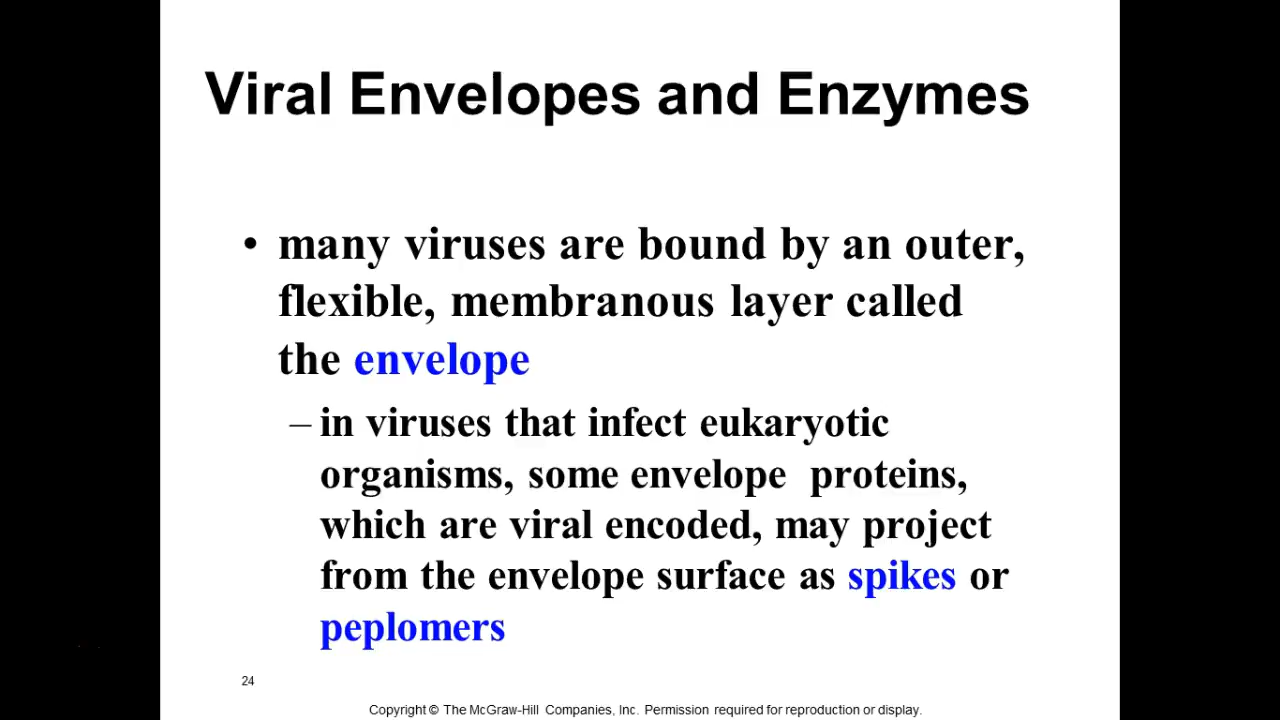 Viral Envelopes and Enzymes
• many viruses are bound by an outer,
flexible, membranous layer called
the envelope
– in viruses that infect eukaryotic
organisms, some envelope  proteins,
which are viral encoded, may project
from the envelope surface as spikes or
peplomers
24
Copyright © The McGraw-Hill Companies, Inc. Permission required for reproduction or display.